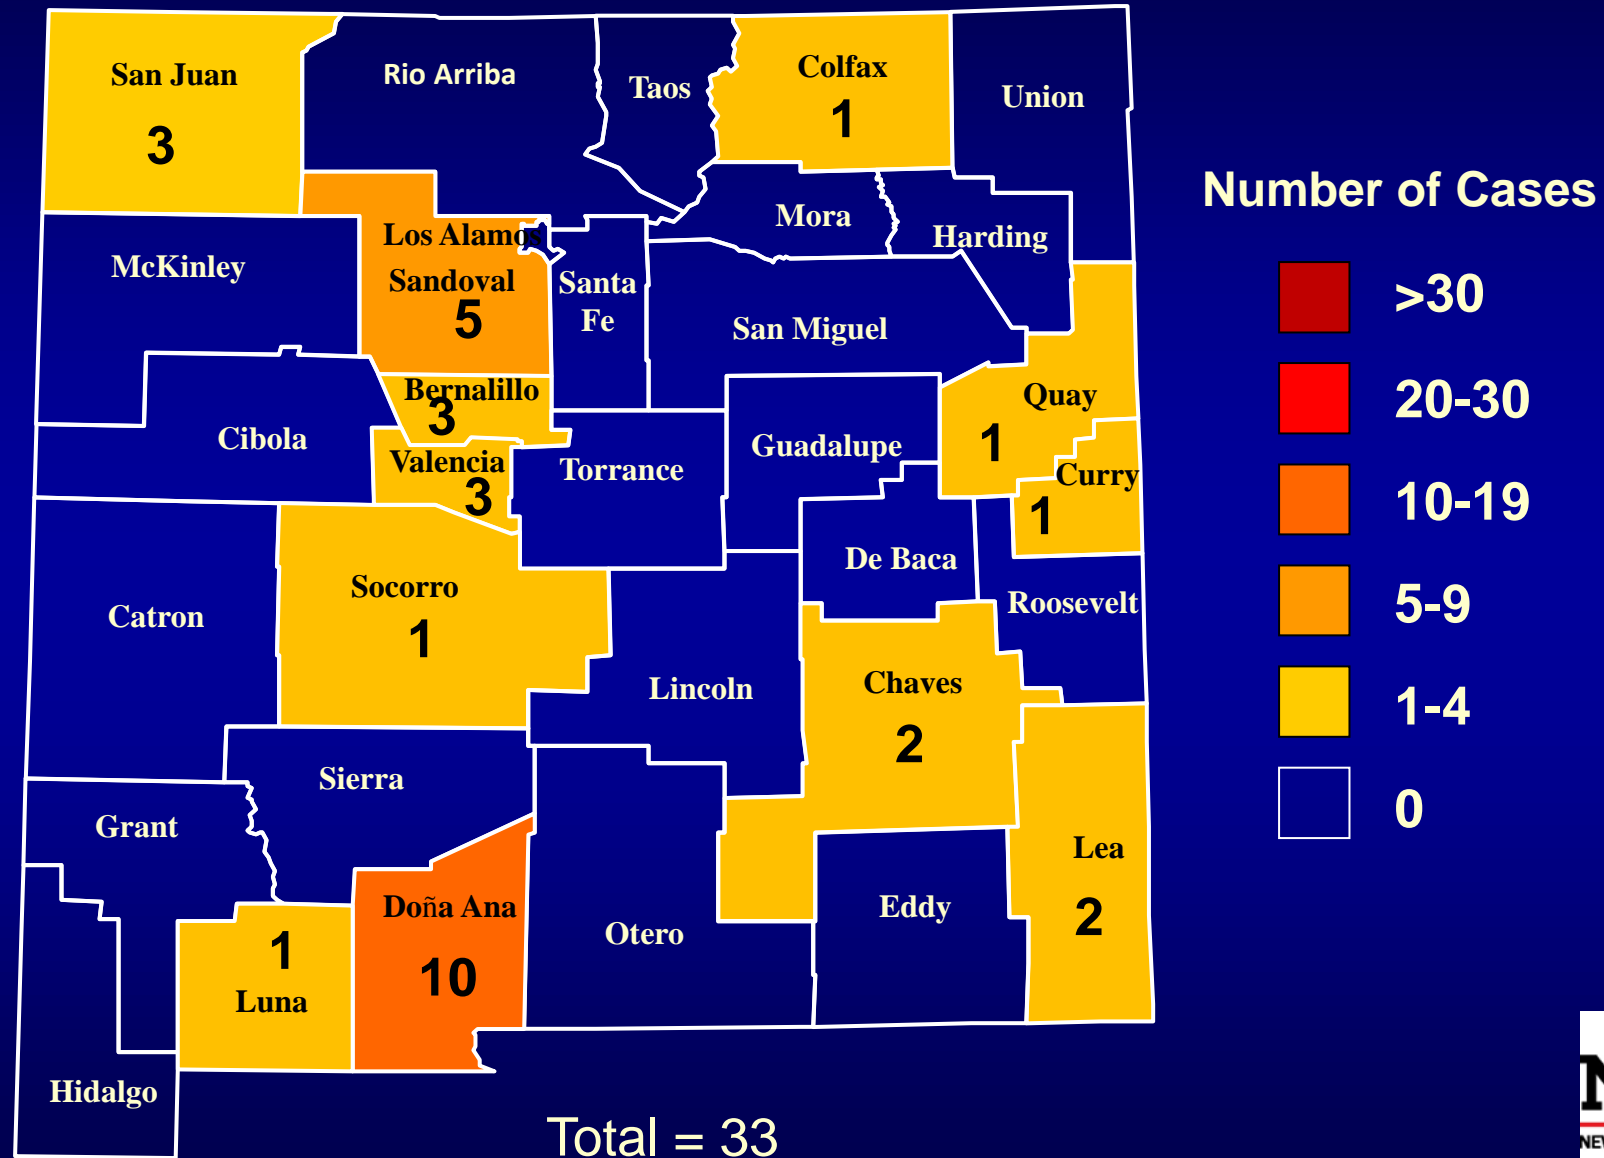 San Juan
3
Rio Arriba
Taos
Colfax
1
Union
McKinley
Los Alamos
Sandoval
5
Santa
Fe
Mora
Harding
San Miguel
Bernalillo
3
Cibola
Valencia
3
Torrance
Guadalupe
Quay
1
Curry
1
De Baca
Roosevelt
Catron
Socorro
1
Lincoln
Chaves
2
Sierra
Grant
Doña Ana
10
Otero
Eddy
Lea
2
1
Luna
Hidalgo
Total = 33
Number of Cases
>30
20-30
10-19
5-9
1-4
0